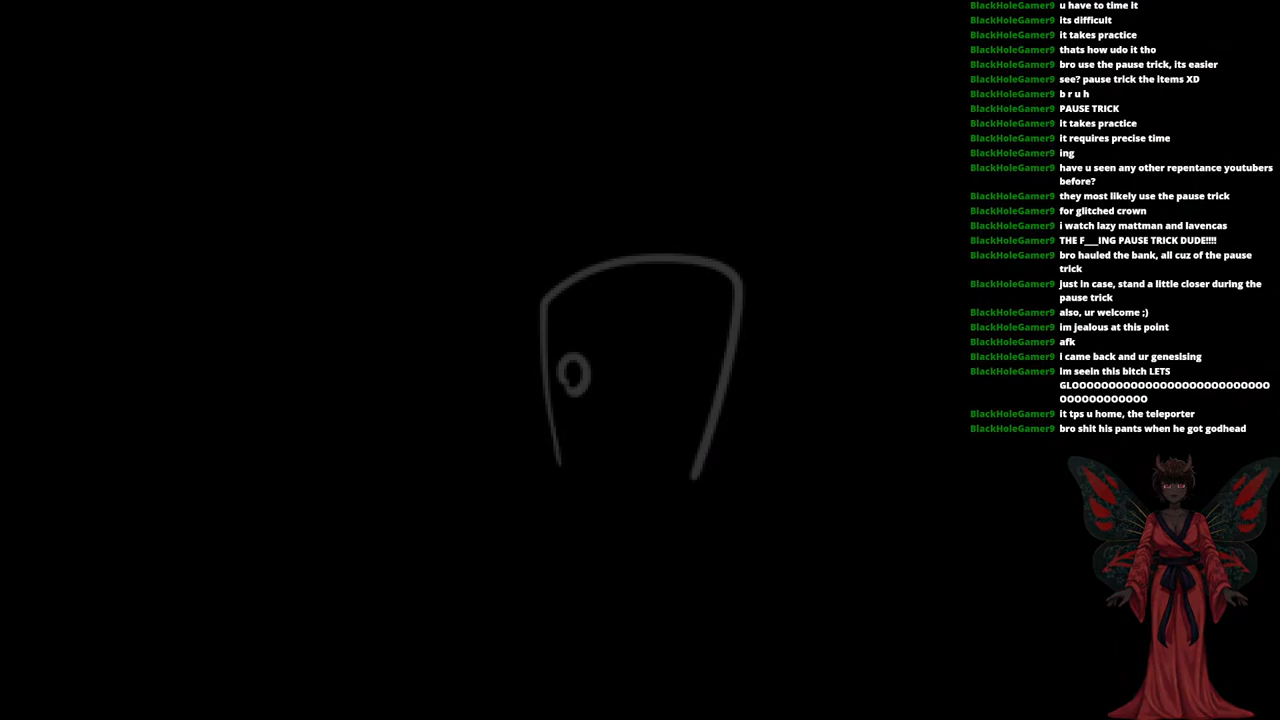 BlackHoleGamer9 u have to time it
BlackHoleGamer9 its difficult
BlackHoleGamer9 it takes practice
BlackHoleGamer9 thats how udo it tho
BlackHoleGamer9 bro use the pause trick, its easier
BlackHoleGamer9 see? pause trick the items XD
BlackHoleGamer9 b r u h
BlackHoleGamer9 PAUSE TRICK
BlackHoleGamer9 it takes practice
BlackHoleGamer9 it requires precise time
BlackHoleGamer9 ing
BlackHoleGamer9 have u seen any other repentance youtubers
before?
BlackHoleGamer9 they most likely use the pause trick
BlackHoleGamer9 for glitched crown
BlackHoleGamer9 i watch lazy mattman and lavencas
BlackHoleGamer9 THE F___ING PAUSE TRICK DUDE!!!!
BlackHoleGamer9 bro hauled the bank, all cuz of the pause
trick
BlackHoleGamer9 just in case, stand a little closer during the
pause trick
BlackHoleGamer9 also, ur welcome ;)
BlackHoleGamer9 im jealous at this point
BlackHoleGamer9 afk
BlackHoleGamer9 i came back and ur genesising
BlackHoleGamer9 im seein this bitch LETS
GLOOOOOOOOOOOOOOOOOOOOOOOOOOO
OOOOOOOOOOOO
BlackHoleGamer9 it tps u home, the teleporter
BlackHoleGamer9 bro shit his pants when he got godhead